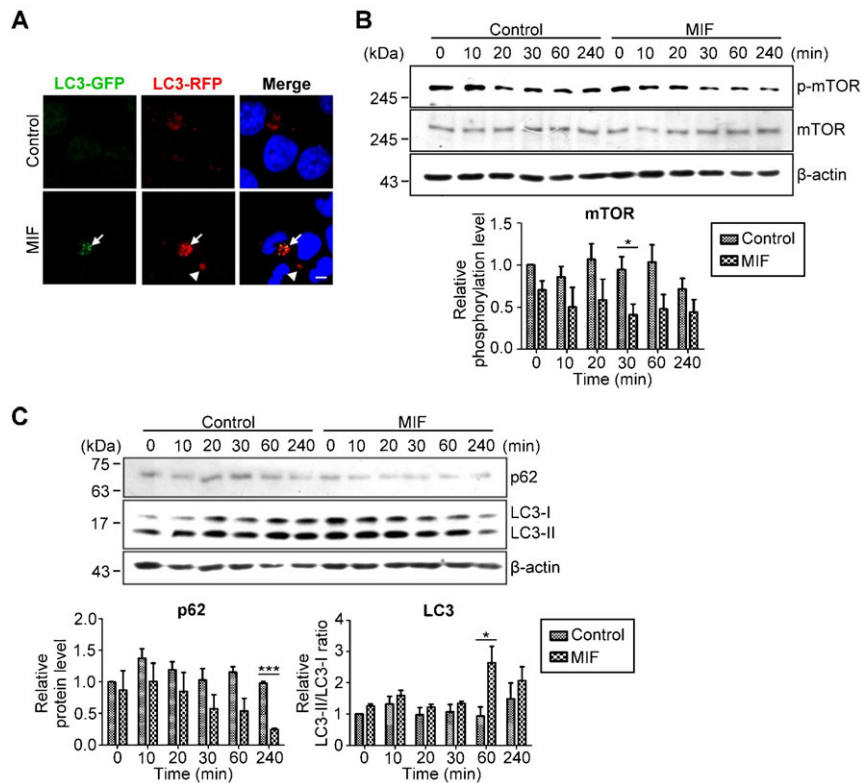 A
LC3-GFP LC3-RFP Merge
Control
MIF
B
Control MIF
(kDa) 0 10 20 30 60 240 0 10 20 30 60 240 (min)
245 p-mTOR
245 mTOR
43 β-actin
mTOR
Relative
phosphorylation level
1.5
1.0
0.5
0.0
*
Control
MIF
0 10 20 30 60 240
Time (min)
C
Control MIF
(kDa) 0 10 20 30 60 240 0 10 20 30 60 240 (min)
75
63
p62
17
LC3-I
LC3-II
43 β-actin
p62
Relative
protein level
2.0
1.5
1.0
0.5
0.0
***
0 10 20 30 60 240
Time (min)
LC3
Relative
LC3-II/LC3-I ratio
4
3
2
1
0
*
0 10 20 30 60 240
Time (min)
Control
MIF